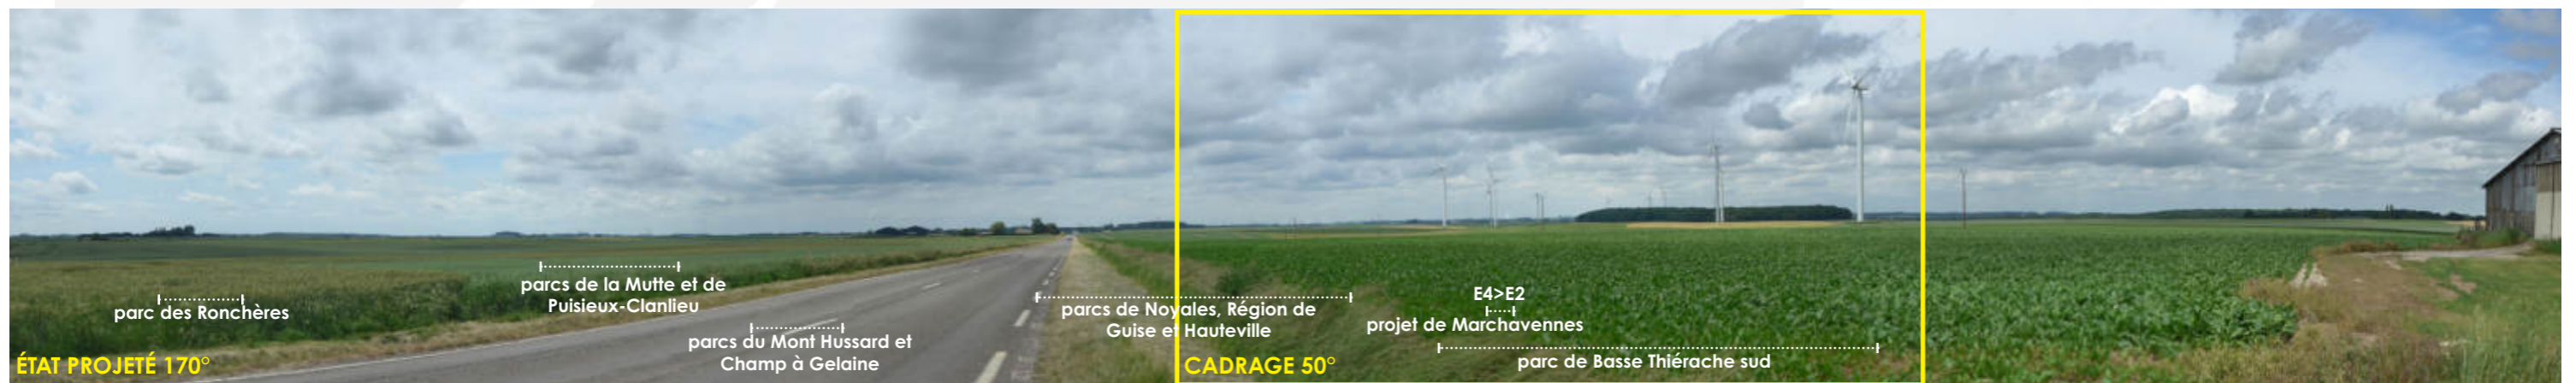 parc des Ronchères
parcs de la Mutte et de
Puisieux-Clanlieu
parcs du Mont Hussard et
Champ à Gelaine
parcs de Noyales, Région de
Guise et Hauteville
E4>E2
projet de Marchavennes
parc de Basse Thiérache sud
ÉTAT PROJETÉ 170°
CADRAGE 50°